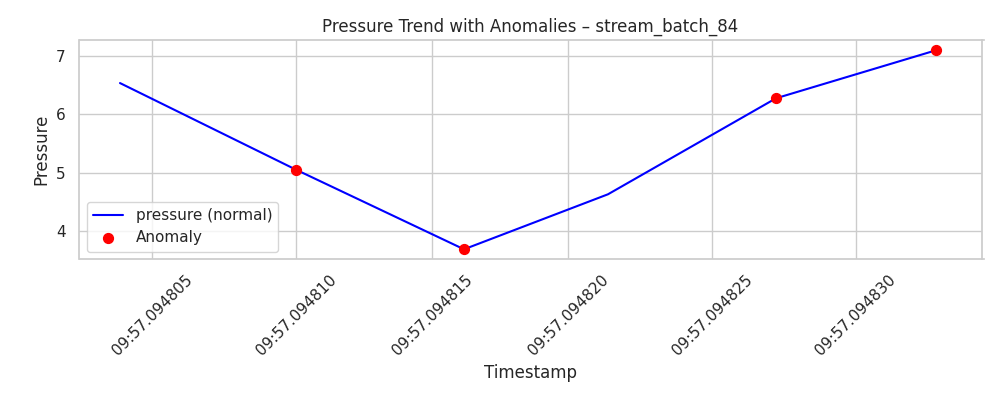 Pressure Trend with Anomalies – stream_batch_84
Pressure
7
6
5
4
pressure (normal)
Anomaly
09:57.094805
09:57.094810
09:57.094815
09:57.094820
09:57.094825
09:57.094830
Timestamp